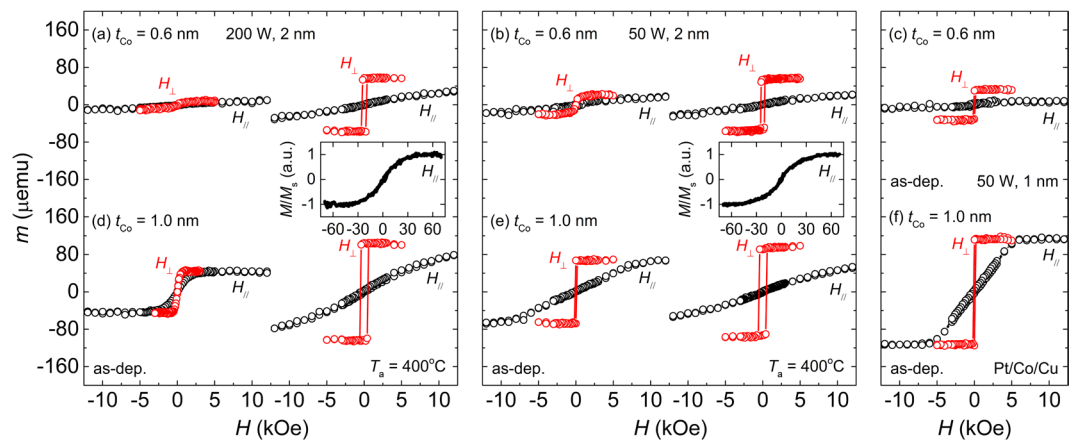 160
80
0
-80
-160
160
80
0
-80
-160
m (µemu)
(a) tCo = 0.6 nm 200 W, 2 nm
H⊥
H//
H⊥
H//
(b) tCo = 0.6 nm 50 W, 2 nm
H⊥
H//
H⊥
H//
(c) tCo = 0.6 nm
H⊥
H//
as-dep. 50 W, 1 nm
M/Ms (a.u.)
1
0
-1
H//
-60 -30 0 30 60
M/Ms (a.u.)
1
0
-1
H//
-60 -30 0 30 60
(d) tCo = 1.0 nm
H⊥
H//
H⊥
H//
as-dep. Ta = 400°C
(e) tCo = 1.0 nm
H⊥
H//
H⊥
H//
as-dep. Ta = 400°C
(f) tCo = 1.0 nm
H⊥
H//
as-dep. Pt/Co/Cu
-10 -5 0 5 10 -10 -5 0 5 10
-10 -5 0 5 10 -10 -5 0 5 10
-10 -5 0 5 10
H (kOe)
H (kOe)
H (kOe)